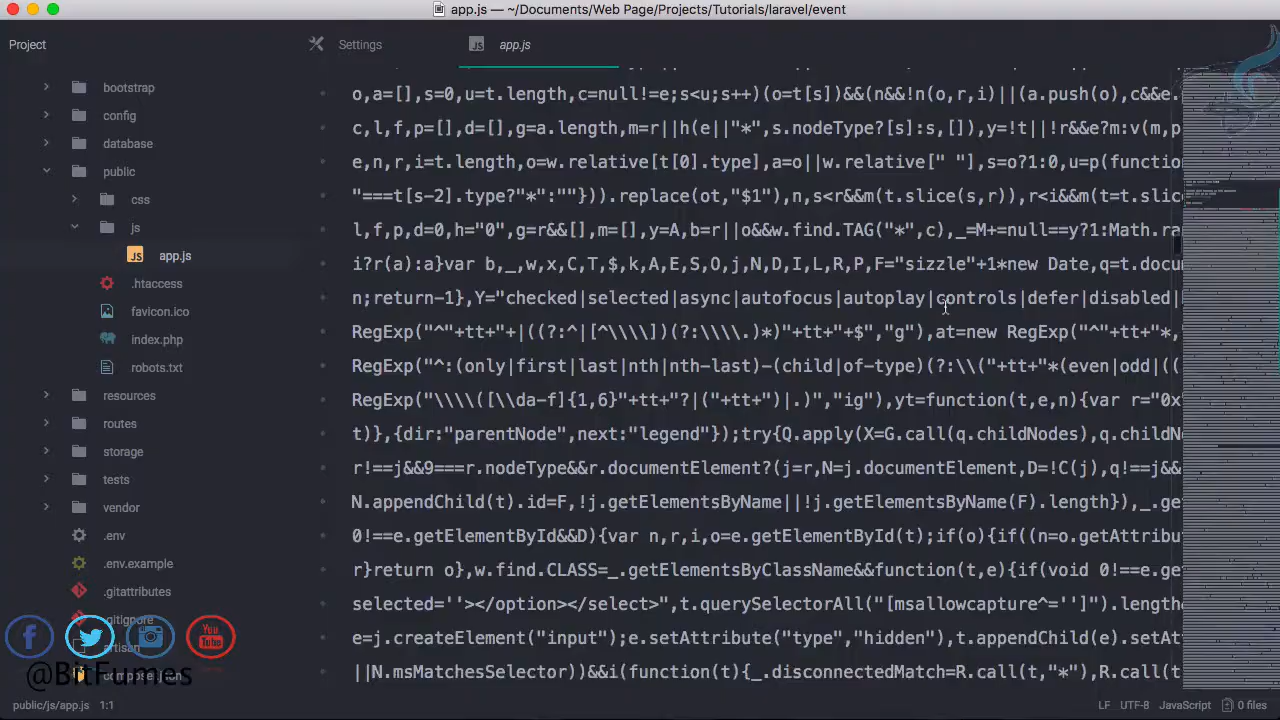 app.js — ~/Documents/Web Page/Projects/Tutorials/laravel/event
Project
Settings
JS app.js
bootstrap
config
database
public
css
js
JS app.js
.htaccess
favicon.ico
index.php
robots.txt
resources
routes
storage
tests
vendor
.env
.env.example
.gitattributes
.gitignore
artisan
composer.json
o,a=[],s=0,u=t.length,c=null!=e;s<u;s++)(o=t[s])&&(n&&!n(o,r,i)||(a.push(o),c&&e.
c,l,f,p=[],d=[],g=a.length,m=r||h(e||"*",s.nodeType?[s]:s,[]),y=!t||!r&&e?m:v(m,p
e,n,r,i=t.length,o=w.relative[t[0].type],a=o||w.relative[" "],s=o?1:0,u=p(functio
"===t[s-2].type?"*":""})).replace(ot,"$1"),n,s<r&&m(t.slice(s,r)),r<i&&m(t=t.slic
l,f,p,d=0,h="0",g=r&&[],m=[],y=A,b=r||o&&w.find.TAG("*",c),_=M+=null==y?1:Math.ra
i?r(a):a}var b,_,w,x,C,T,$,k,A,E,S,O,j,N,D,I,L,R,P,F="sizzle"+1*new Date,q=t.docu
n;return-1},Y="checked|selected|async|autofocus|autoplay|controls|defer|disabled|
RegExp("^"+tt+"+|((?:^|[^\\\\])(?:\\\\.)*)"+tt+"+$","g"),at=new RegExp("^"+tt+"*,
RegExp("^:(only|first|last|nth|nth-last)-(child|of-type)(?:\\("+tt+"*(even|odd|((
RegExp("\\\\([\\da-f]{1,6}"+tt+"?|("+tt+")|.)","ig"),yt=function(t,e,n){var r="0x
t)},{dir:"parentNode",next:"legend"});try{Q.apply(X=G.call(q.childNodes),q.childN
r!==j&&9===r.nodeType&&r.documentElement?(j=r,N=j.documentElement,D=!C(j),q!==j&&
N.appendChild(t).id=F,!j.getElementsByName||!j.getElementsByName(F).length}),_.ge
0!==e.getElementById&&D){var n,r,i,o=e.getElementById(t);if(o){if((n=o.getAttribu
r}return o},w.find.CLASS=_.getElementsByClassName&&function(t,e){if(void 0!==e.ge
selected=''></option></select>",t.querySelectorAll("[msallowcapture^='']").length
e=j.createElement("input");e.setAttribute("type","hidden"),t.appendChild(e).setAt
||N.msMatchesSelector))&&i(function(t){_.disconnectedMatch=R.call(t,"*"),R.call(t
You
Tube
@BitFumes
public/js/app.js 1:1
LF UTF-8 JavaScript 0 files